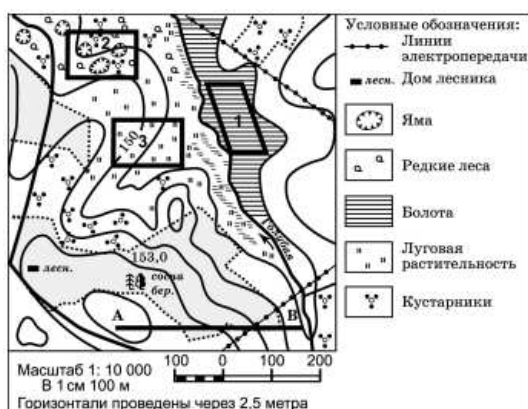 Условные обозначения:
Линии
электропередачи
лесн. Дом лесника
Яма
Редкие леса
Болота
Луговая
растительность
Кустарники
2
1
150
3
Голубая
153,0
лесн.
сосна
бер.
А
В
Масштаб 1: 10 000
В 1 см 100 м
100 0 100 200
Горизонтали проведены через 2,5 метра